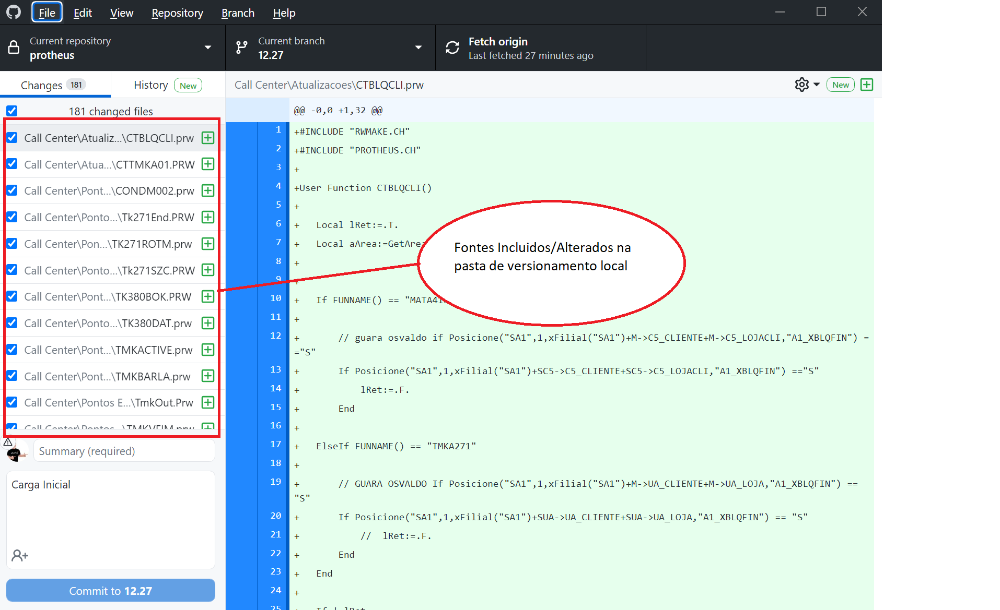 File Edit View Repository Branch Help
Current repository
protheus
Current branch
12.27
Fetch origin
Last fetched 27 minutes ago
Changes 181
History New
Call Center\Atualizacoes\CTBLQCLI.prw
New
181 changed files
Call Center\Atualiz...\CTBLQCLI.prw
Call Center\Atua...\CTTMKA01.PRW
Call Center\Pont...\CONDM002.prw
Call Center\Ponto...\Tk271End.PRW
Call Center\Pon...\TK271ROTM.prw
Call Center\Ponto...\Tk271SZC.PRW
Call Center\Pont...\TK380BOK.PRW
Call Center\Ponto...\TK380DAT.prw
Call Center\Pont...\TMKACTIVE.prw
Call Center\Pont...\TMKBARLA.prw
Call Center\Pontos E...\TmkOut.Prw
Summary (required)
Carga Inicial
Commit to 12.27
@@ -0,0 +1,32 @@
1 +#INCLUDE "RWMAKE.CH"
2 +#INCLUDE "PROTHEUS.CH"
3 +
4 +User Function CTBLQCLI()
5 +
6 + Local lRet:=.T.
7 + Local aArea:=GetArea
8 +
9 +
10 + If FUNNAME() == "MATA41
11 +
12 + // guara osvaldo if Posicione("SA1",1,xFilial("SA1")+M->C5_CLIENTE+M->C5_LOJACLI,"A1_XBLQFIN") =
="S"
13 + If Posicione("SA1",1,xFilial("SA1")+SC5->C5_CLIENTE+SC5->C5_LOJACLI,"A1_XBLQFIN") =="S"
14 + lRet:=.F.
15 + End
16 +
17 + ElseIf FUNNAME() == "TMKA271"
18 +
19 + // GUARA OSVALDO If Posicione("SA1",1,xFilial("SA1")+M->UA_CLIENTE+M->UA_LOJA,"A1_XBLQFIN") ==
"S"
20 + If Posicione("SA1",1,xFilial("SA1")+SUA->UA_CLIENTE+SUA->UA_LOJA,"A1_XBLQFIN") == "S"
21 + // lRet:=.F.
22 + End
23 + End
24 +
25
Fontes Incluidos/Alterados na
pasta de versionamento local